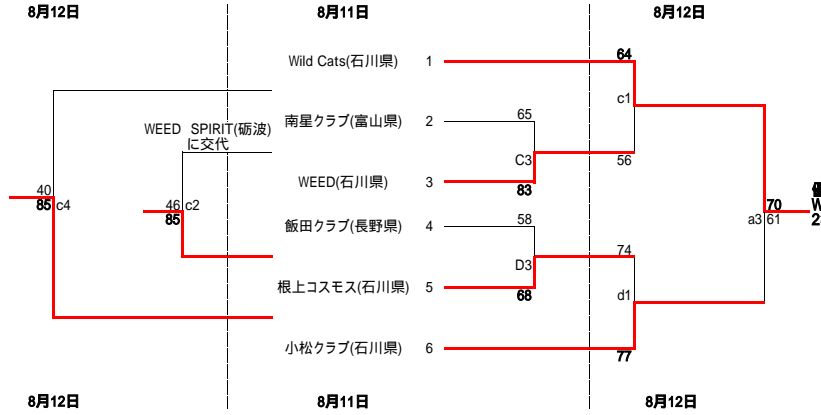 8月12日
8月11日
8月12日
Wild Cats(石川県) 1
64
c1
南星クラブ(富山県) 2
65
WEED SPIRIT(砺波)
に交代
C3
56
WEED(石川県) 3
83
40
85 c4
46 c2
85
70
a3 61
優
W
2
飯田クラブ(長野県) 4
58
74
D3
根上コスモス(石川県) 5
68
d1
小松クラブ(石川県) 6
77
8月12日
8月11日
8月12日